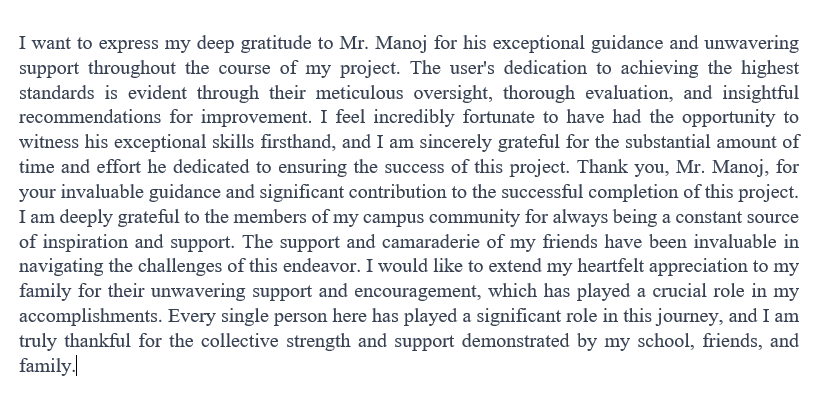 I want to express my deep gratitude to Mr. Manoj for his exceptional guidance and unwavering
support throughout the course of my project. The user's dedication to achieving the highest
standards is evident through their meticulous oversight, thorough evaluation, and insightful
recommendations for improvement. I feel incredibly fortunate to have had the opportunity to
witness his exceptional skills firsthand, and I am sincerely grateful for the substantial amount of
time and effort he dedicated to ensuring the success of this project. Thank you, Mr. Manoj, for
your invaluable guidance and significant contribution to the successful completion of this project.
I am deeply grateful to the members of my campus community for always being a constant source
of inspiration and support. The support and camaraderie of my friends have been invaluable in
navigating the challenges of this endeavor. I would like to extend my heartfelt appreciation to my
family for their unwavering support and encouragement, which has played a crucial role in my
accomplishments. Every single person here has played a significant role in this journey, and I am
truly thankful for the collective strength and support demonstrated by my school, friends, and
family.